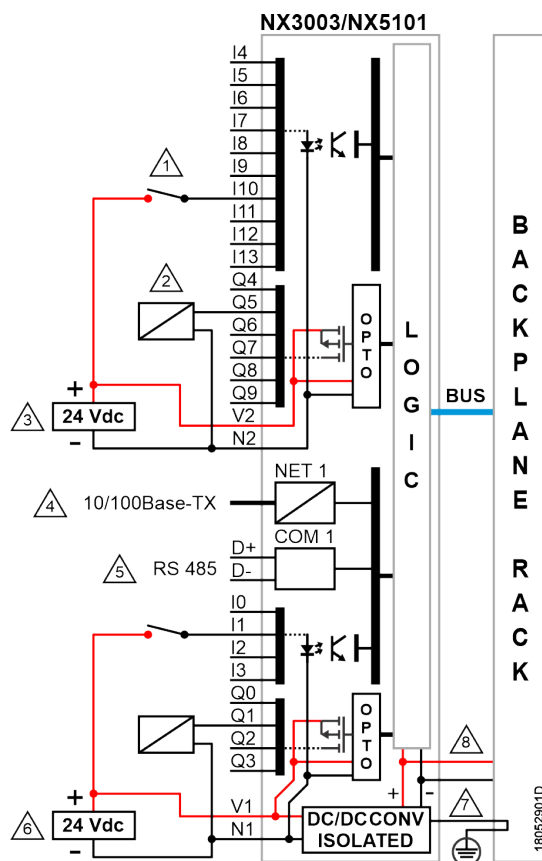 NX3003/NX5101
I4
I5
I6
I7
I8
I9
I10
I11
I12
I13
1
2
Q4
Q5
Q6
Q7
Q8
Q9
V2
N2
OPTO
LOGIC
BUS
BACKPLANE RACK
+
3 24 Vdc
-
NET 1
4 10/100Base-TX
COM 1
D+
D-
5 RS 485
I0
I1
I2
I3
Q0
Q1
Q2
Q3
OPTO
8
+
6 24 Vdc
-
V1
N1
+ -
7
DC/DC CONV
ISOLATED
18052901D